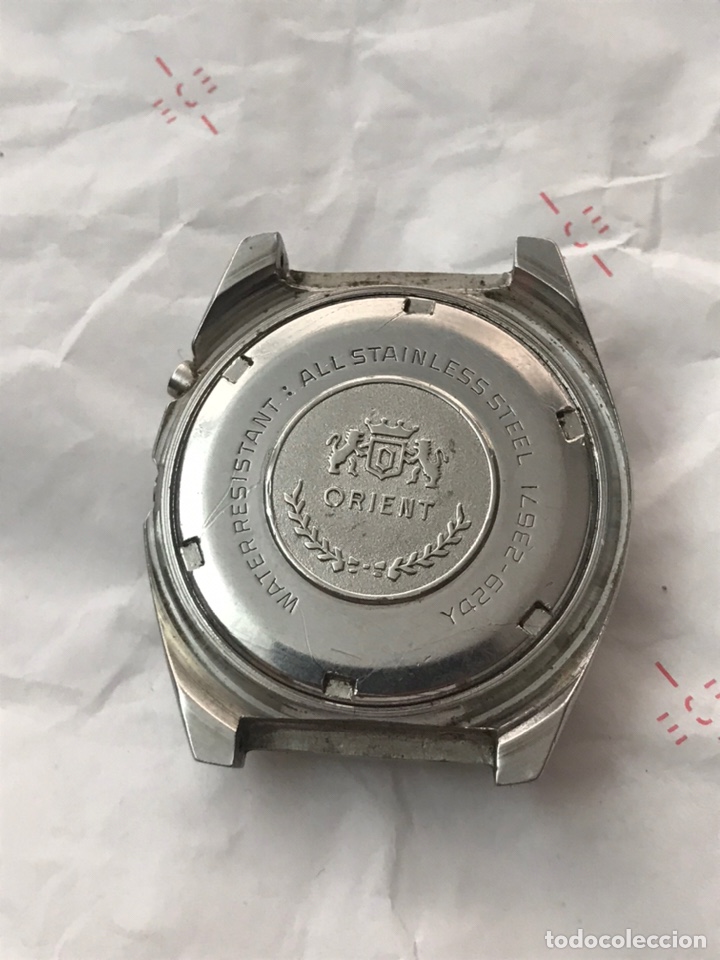 WATER RESISTANT : ALL STAINLESS STEEL
ORIENT
Y429-23671
todocoleccion